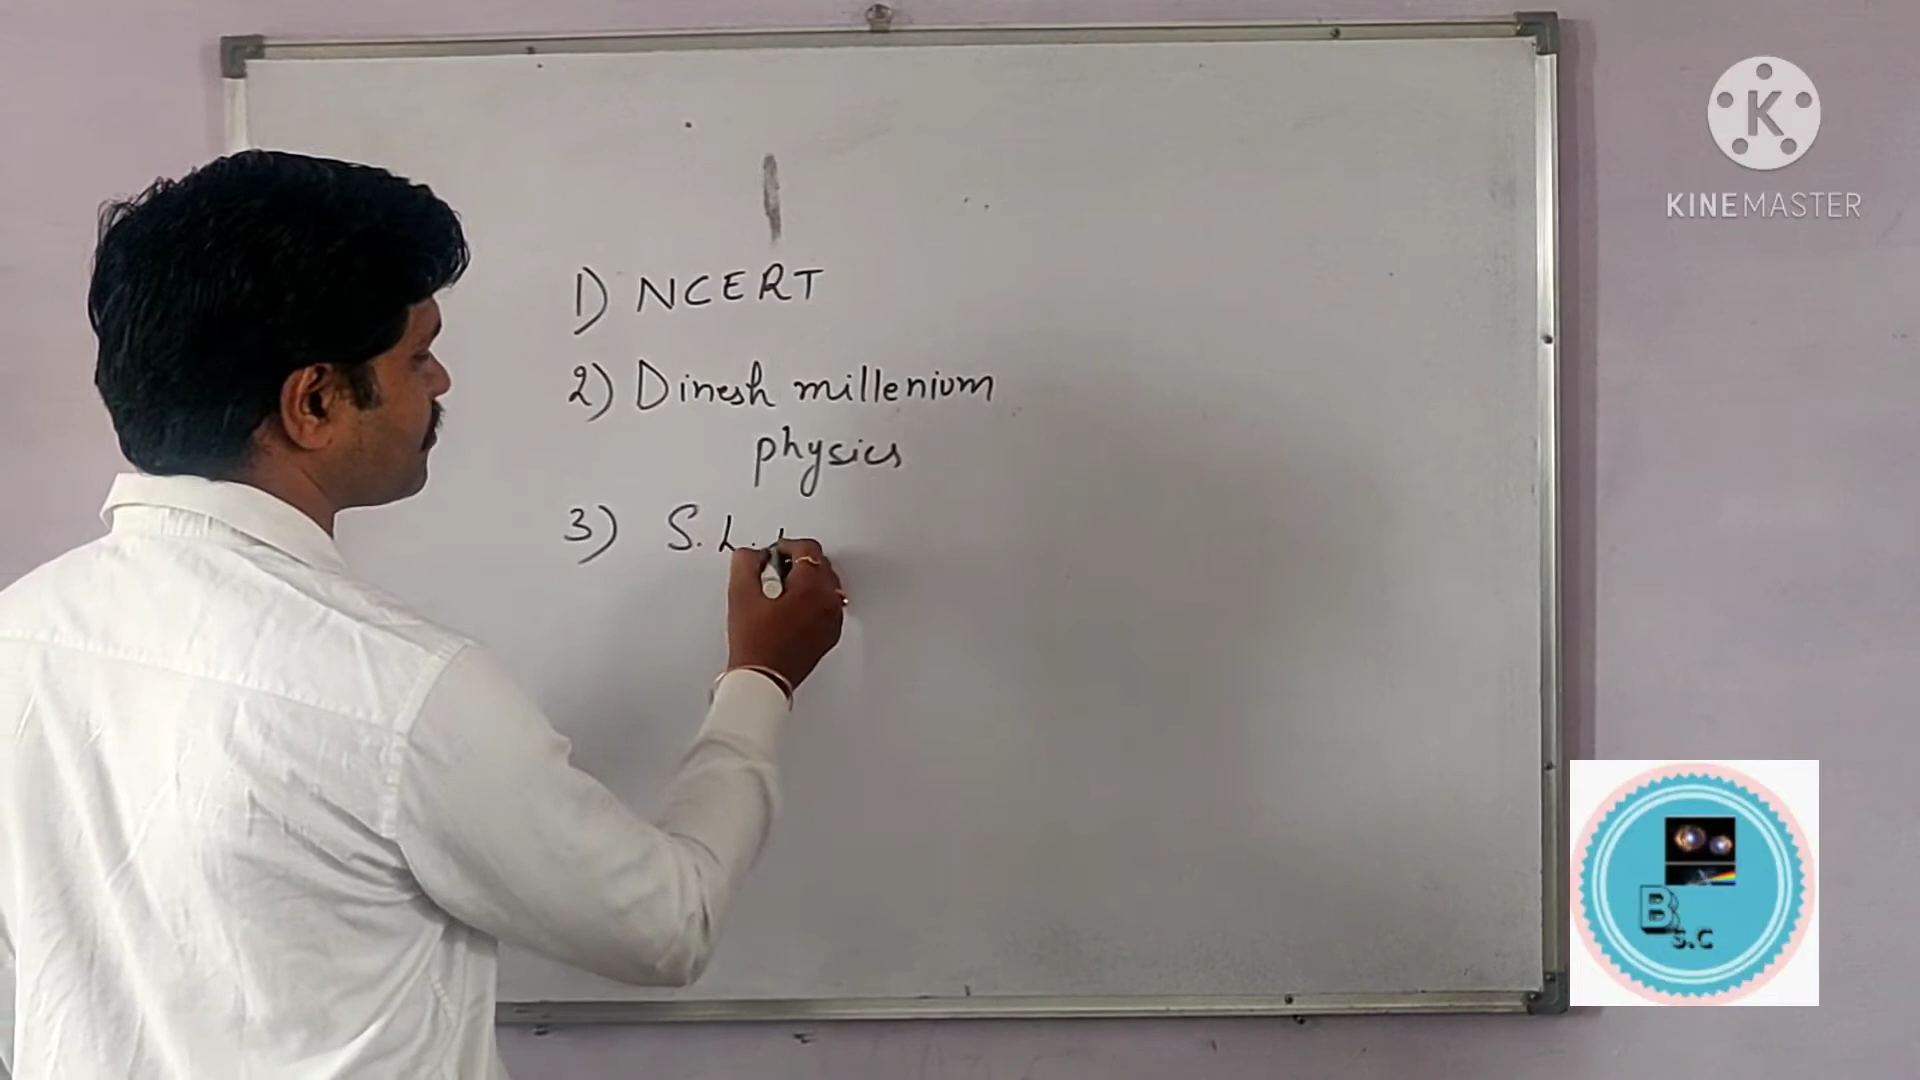 1) NCERT
2) Dinesh millenium
physics
3) S. L.
KINEMASTER
K
B
S.C